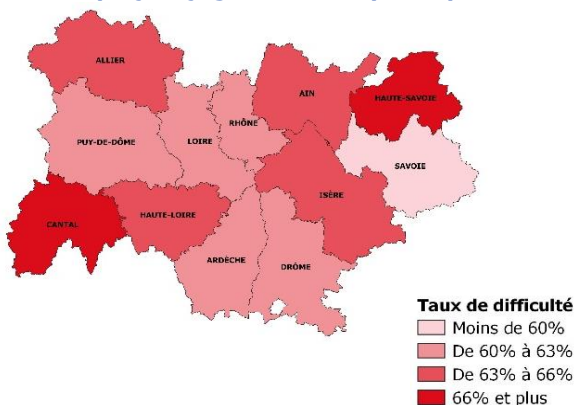 ALLIER
AIN
HAUTE-SAVOIE
RHÔNE
PUY-DE-DÔME
LOIRE
SAVOIE
ISÈRE
HAUTE-LOIRE
CANTAL
ARDÈCHE
DRÔME
Taux de difficulté
Moins de 60%
De 60% à 63%
De 63% à 66%
66% et plus